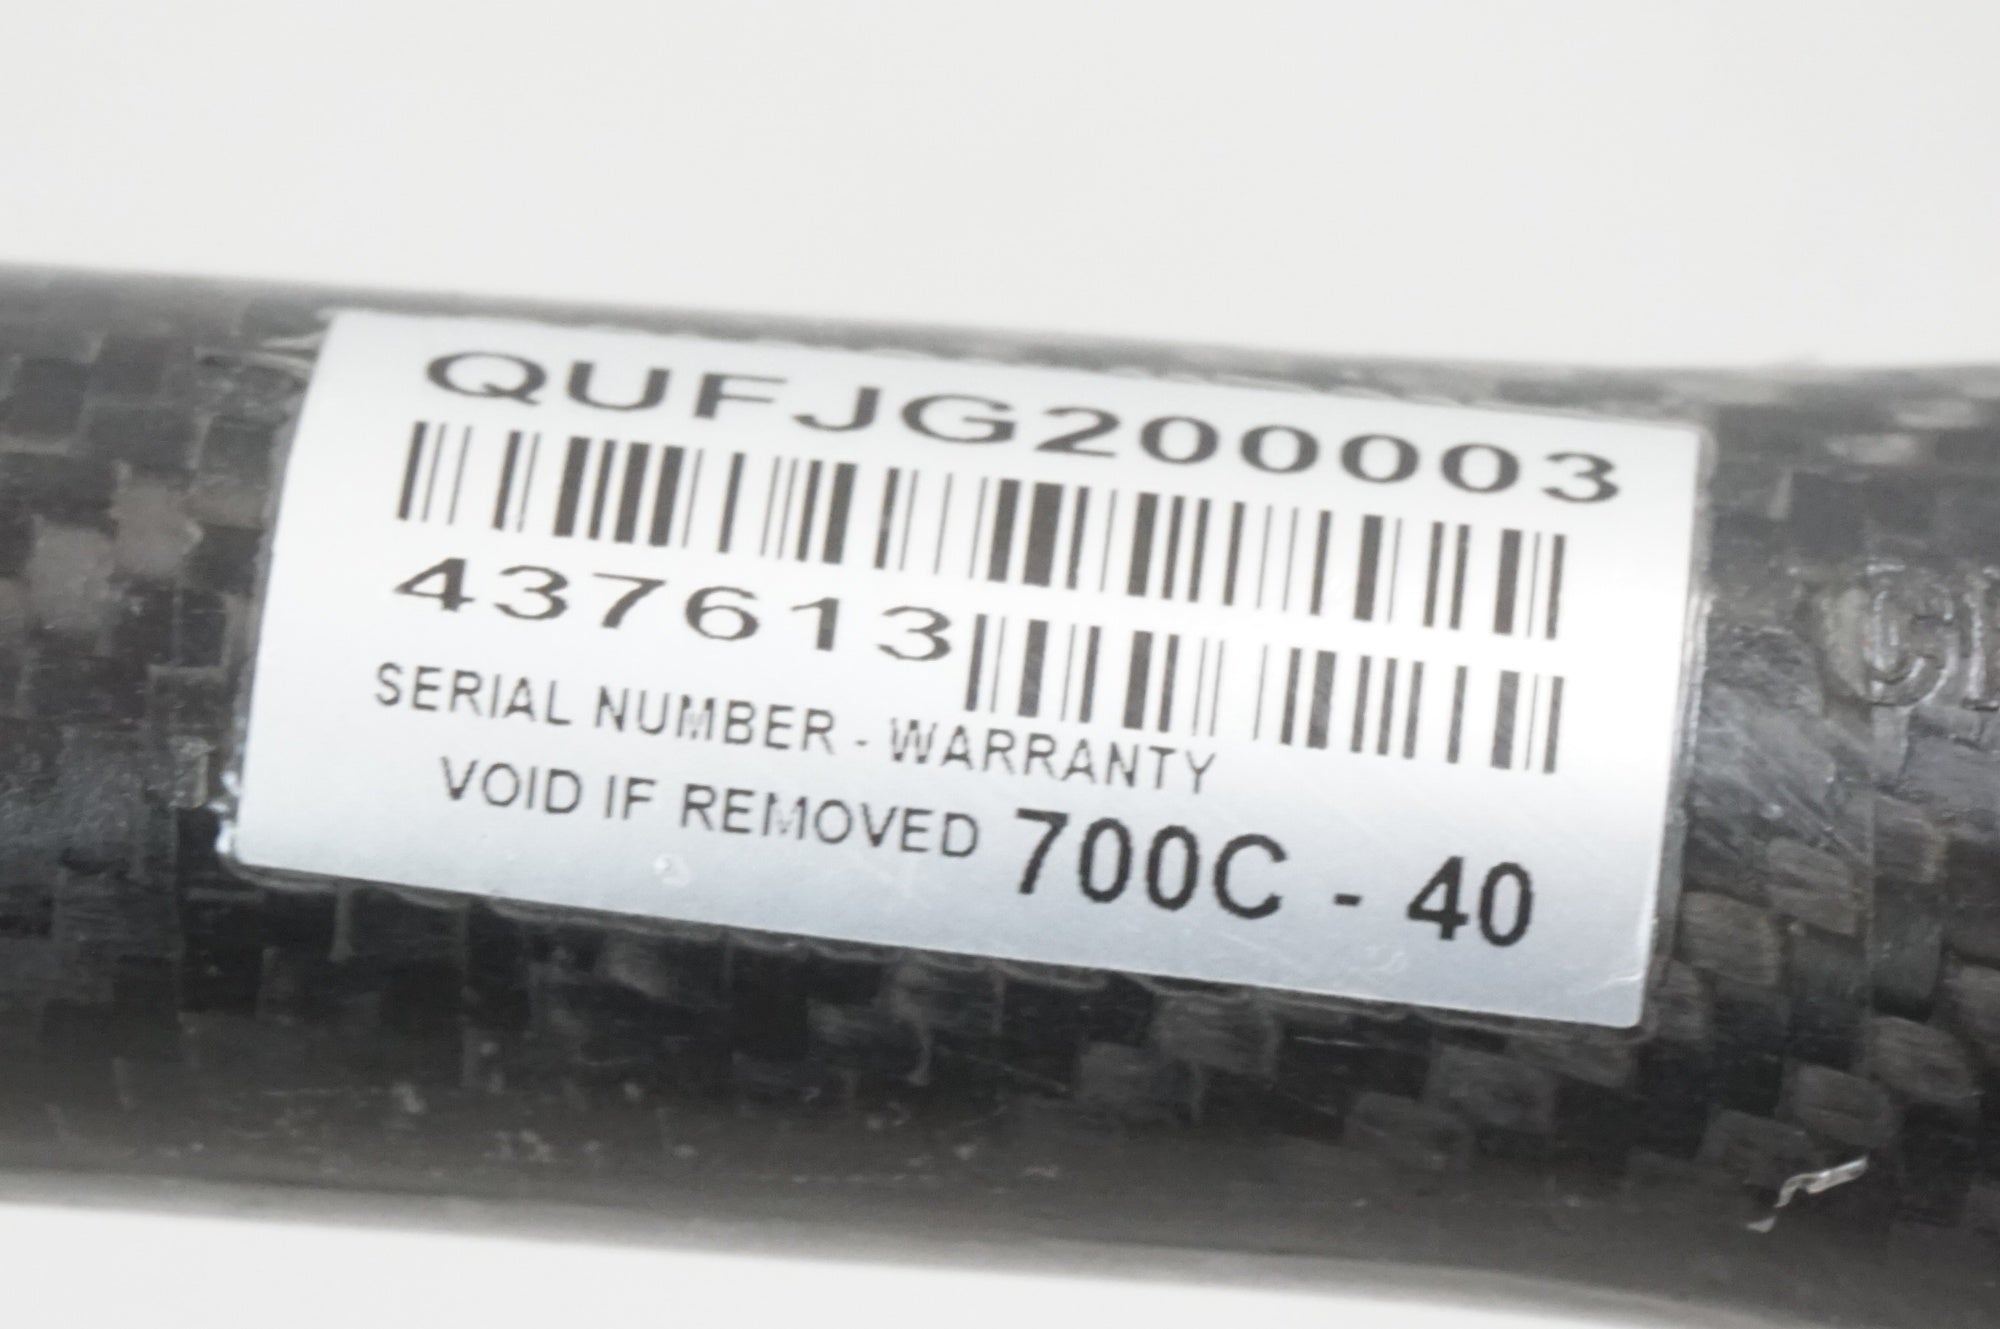 QUFJG200003
437613
SERIAL NUMBER - WARRANTY
VOID IF REMOVED 700C - 40